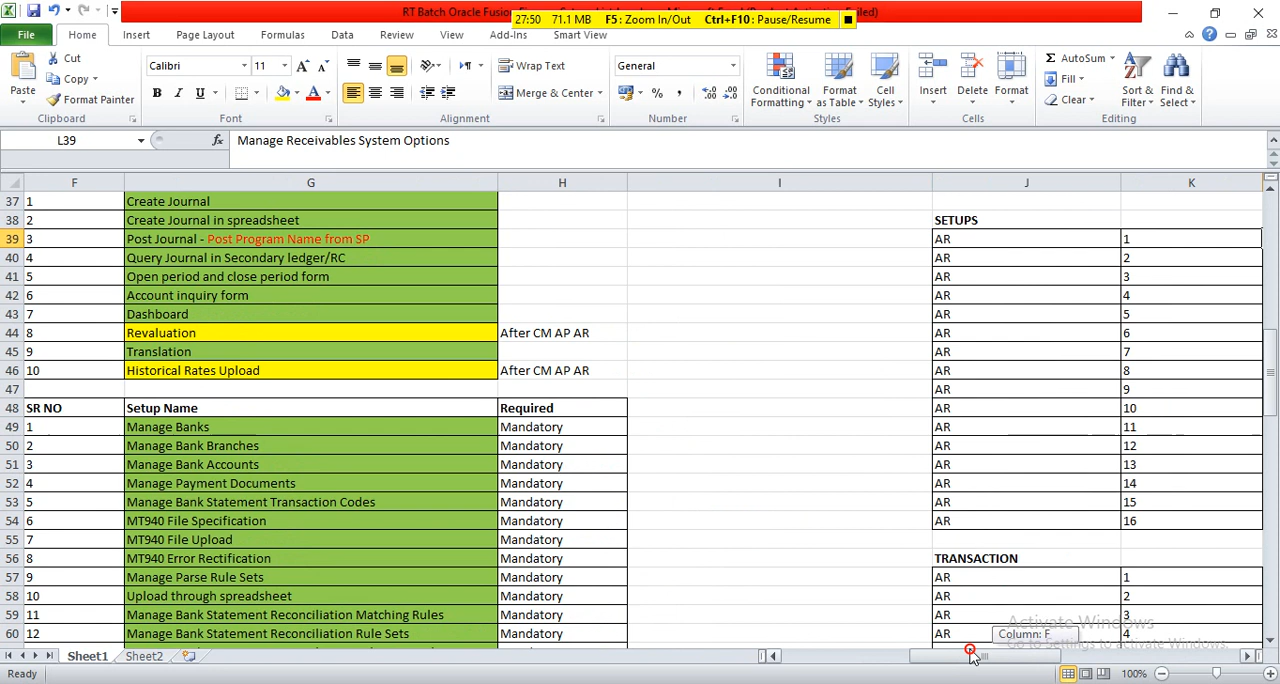 RT Batch Oracle Fusion
27:50 71.1 MB F5: Zoom In/Out Ctrl+F10: Pause/Resume
File Home Insert Page Layout Formulas Data Review View Add-Ins Smart View
Paste Cut Copy Format Painter
Clipboard
Calibri 11
B I U A
Font
Wrap Text
Merge & Center
Alignment
General
%
Number
Conditional Formatting Format as Table Cell Styles
Styles
Insert Delete Format
Cells
Σ AutoSum
Fill
Clear
Sort & Filter Find & Select
Editing
L39 fx Manage Receivables System Options
F G H I J K
37 1 Create Journal
38 2 Create Journal in spreadsheet SETUPS
39 3 Post Journal - Post Program Name from SP AR 1
40 4 Query Journal in Secondary ledger/RC AR 2
41 5 Open period and close period form AR 3
42 6 Account inquiry form AR 4
43 7 Dashboard AR 5
44 8 Revaluation After CM AP AR AR 6
45 9 Translation AR 7
46 10 Historical Rates Upload After CM AP AR AR 8
47 AR 9
48 SR NO Setup Name Required AR 10
49 1 Manage Banks Mandatory AR 11
50 2 Manage Bank Branches Mandatory AR 12
51 3 Manage Bank Accounts Mandatory AR 13
52 4 Manage Payment Documents Mandatory AR 14
53 5 Manage Bank Statement Transaction Codes Mandatory AR 15
54 6 MT940 File Specification Mandatory AR 16
55 7 MT940 File Upload Mandatory
56 8 MT940 Error Rectification Mandatory TRANSACTION
57 9 Manage Parse Rule Sets Mandatory AR 1
58 10 Upload through spreadsheet Mandatory AR 2
59 11 Manage Bank Statement Reconciliation Matching Rules Mandatory AR 3
60 12 Manage Bank Statement Reconciliation Rule Sets Mandatory AR 4
Activate Windows
Go to Settings to activate Windows.
Column: F
Sheet1 Sheet2
Ready 100%